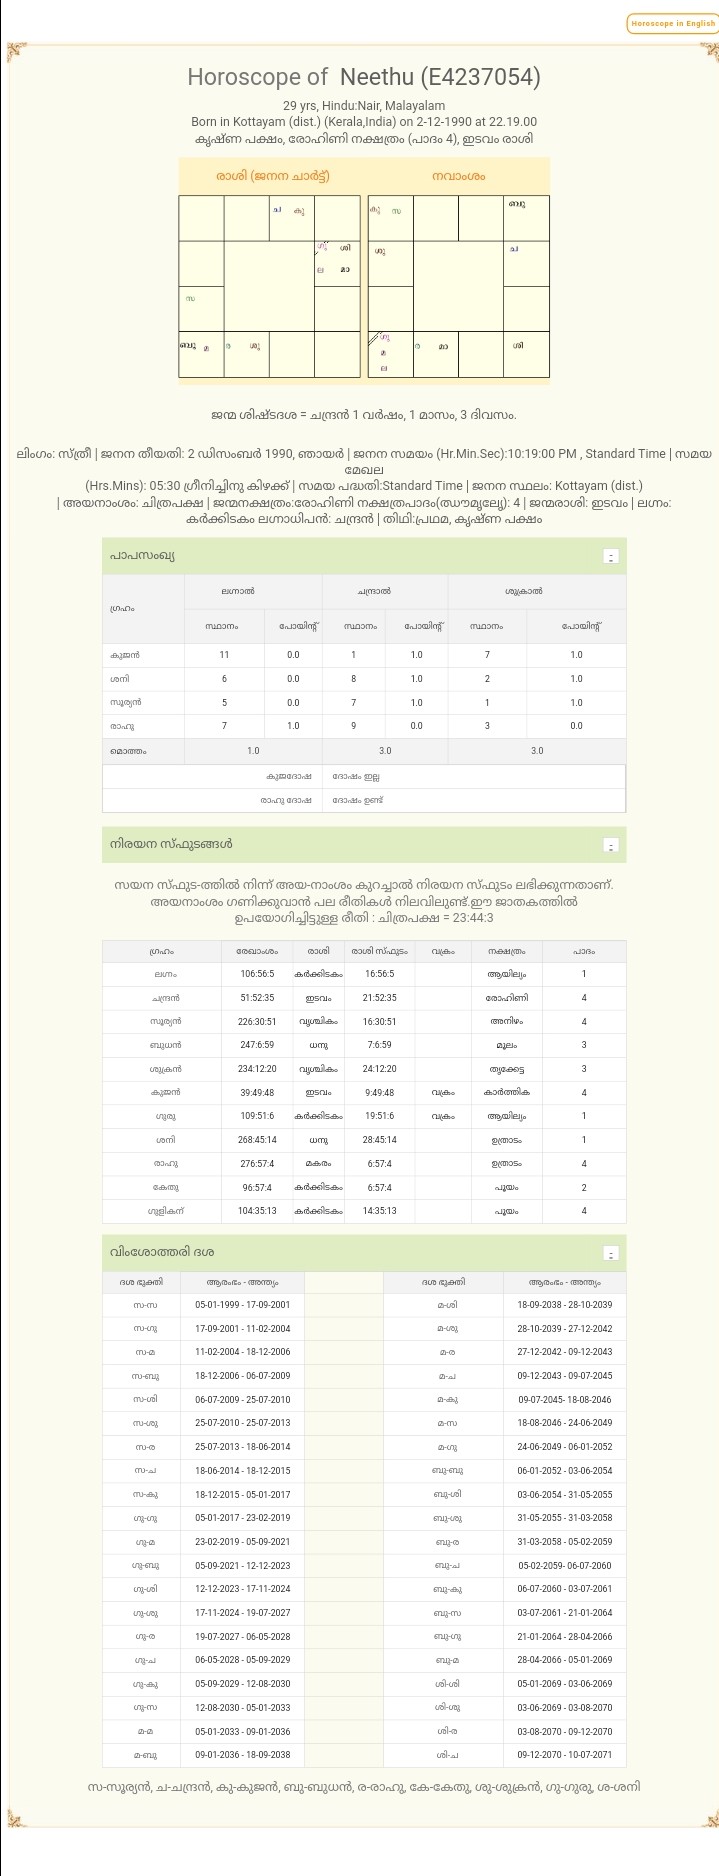 Horoscope in English
Horoscope of Neethu (E4237054)
29 yrs, Hindu:Nair, Malayalam
Born in Kottayam (dist.) (Kerala,India) on 2-12-1990 at 22.19.00
കൃഷ്ണ പക്ഷം, രോഹിണി നക്ഷത്രം (പാദം 4), ഇടവം രാശി
രാശി (ജനന ചാർട്ട്) നവാംശം
ച കു കു സ ബു
ഗു ശി ശു ച
ല മാ
സ
ബു മ ര ശു ഗു ര മാ ശി
മ
ല
ജന്മ ശിഷ്ടദശ = ചന്ദ്രൻ 1 വർഷം, 1 മാസം, 3 ദിവസം.
ലിംഗം: സ്ത്രീ | ജനന തീയതി: 2 ഡിസംബർ 1990, ഞായർ | ജനന സമയം (Hr.Min.Sec):10:19:00 PM , Standard Time | സമയ
മേഖല
(Hrs.Mins): 05:30 ഗ്രീനിച്ചിനു കിഴക്ക് | സമയ പദ്ധതി:Standard Time | ജനന സ്ഥലം: Kottayam (dist.)
| അയനാംശം: ചിത്രപക്ഷ | ജന്മനക്ഷത്രം:രോഹിണി നക്ഷത്രപാദം(ഝൗമൃലേൃ): 4 | ജന്മരാശി: ഇടവം | ലഗ്നം:
കർക്കിടകം ലഗ്നാധിപൻ: ചന്ദ്രൻ | തിഥി:പ്രഥമ, കൃഷ്ണ പക്ഷം
പാപസംഖ്യ -
ഗ്രഹം ലഗ്നാൽ ചന്ദ്രാൽ ശുക്രാൽ
സ്ഥാനം പോയിന്റ് സ്ഥാനം പോയിന്റ് സ്ഥാനം പോയിന്റ്
കുജൻ 11 0.0 1 1.0 7 1.0
ശനി 6 0.0 8 1.0 2 1.0
സൂര്യൻ 5 0.0 7 1.0 1 1.0
രാഹു 7 1.0 9 0.0 3 0.0
മൊത്തം 1.0 3.0 3.0
കുജദോഷ ദോഷം ഇല്ല
രാഹു ദോഷ ദോഷം ഉണ്ട്
നിരയന സ്ഫുടങ്ങൾ -
സയന സ്ഫുട-ത്തിൽ നിന്ന് അയ-നാംശം കുറച്ചാൽ നിരയന സ്ഫുടം ലഭിക്കുന്നതാണ്.
അയനാംശം ഗണിക്കുവാൻ പല രീതികൾ നിലവിലുണ്ട്.ഈ ജാതകത്തിൽ
ഉപയോഗിച്ചിട്ടുള്ള രീതി : ചിത്രപക്ഷ = 23:44:3
ഗ്രഹം രേഖാംശം രാശി രാശി സ്ഫുടം വക്രം നക്ഷത്രം പാദം
ലഗ്നം 106:56:5 കർക്കിടകം 16:56:5 ആയില്യം 1
ചന്ദ്രൻ 51:52:35 ഇടവം 21:52:35 രോഹിണി 4
സൂര്യൻ 226:30:51 വൃശ്ചികം 16:30:51 അനിഴം 4
ബുധൻ 247:6:59 ധനു 7:6:59 മൂലം 3
ശുക്രൻ 234:12:20 വൃശ്ചികം 24:12:20 തൃക്കേട്ട 3
കുജൻ 39:49:48 ഇടവം 9:49:48 വക്രം കാർത്തിക 4
ഗുരു 109:51:6 കർക്കിടകം 19:51:6 വക്രം ആയില്യം 1
ശനി 268:45:14 ധനു 28:45:14 ഉത്രാടം 1
രാഹു 276:57:4 മകരം 6:57:4 ഉത്രാടം 4
കേതു 96:57:4 കർക്കിടകം 6:57:4 പൂയം 2
ഗുളികന് 104:35:13 കർക്കിടകം 14:35:13 പൂയം 4
വിംശോത്തരി ദശ -
ദശ ഭുക്തി ആരംഭം - അന്ത്യം ദശ ഭുക്തി ആരംഭം - അന്ത്യം
സ-സ 05-01-1999 - 17-09-2001 മ-ശി 18-09-2038 - 28-10-2039
സ-ഗു 17-09-2001 - 11-02-2004 മ-ശു 28-10-2039 - 27-12-2042
സ-മ 11-02-2004 - 18-12-2006 മ-ര 27-12-2042 - 09-12-2043
സ-ബു 18-12-2006 - 06-07-2009 മ-ച 09-12-2043 - 09-07-2045
സ-ശി 06-07-2009 - 25-07-2010 മ-കു 09-07-2045- 18-08-2046
സ-ശു 25-07-2010 - 25-07-2013 മ-സ 18-08-2046 - 24-06-2049
സ-ര 25-07-2013 - 18-06-2014 മ-ഗു 24-06-2049 - 06-01-2052
സ-ച 18-06-2014 - 18-12-2015 ബു-ബു 06-01-2052 - 03-06-2054
സ-കു 18-12-2015 - 05-01-2017 ബു-ശി 03-06-2054 - 31-05-2055
ഗു-ഗു 05-01-2017 - 23-02-2019 ബു-ശു 31-05-2055 - 31-03-2058
ഗു-മ 23-02-2019 - 05-09-2021 ബു-ര 31-03-2058 - 05-02-2059
ഗു-ബു 05-09-2021 - 12-12-2023 ബു-ച 05-02-2059- 06-07-2060
ഗു-ശി 12-12-2023 - 17-11-2024 ബു-കു 06-07-2060 - 03-07-2061
ഗു-ശു 17-11-2024 - 19-07-2027 ബു-സ 03-07-2061 - 21-01-2064
ഗു-ര 19-07-2027 - 06-05-2028 ബു-ഗു 21-01-2064 - 28-04-2066
ഗു-ച 06-05-2028 - 05-09-2029 ബു-മ 28-04-2066 - 05-01-2069
ഗു-കു 05-09-2029 - 12-08-2030 ശി-ശി 05-01-2069 - 03-06-2069
ഗു-സ 12-08-2030 - 05-01-2033 ശി-ശു 03-06-2069 - 03-08-2070
മ-മ 05-01-2033 - 09-01-2036 ശി-ര 03-08-2070 - 09-12-2070
മ-ബു 09-01-2036 - 18-09-2038 ശി-ച 09-12-2070 - 10-07-2071
സ-സൂര്യൻ, ച-ചന്ദ്രൻ, കു-കുജൻ, ബു-ബുധൻ, ര-രാഹു, കേ-കേതു, ശു-ശുക്രൻ, ഗു-ഗുരു, ശ-ശനി